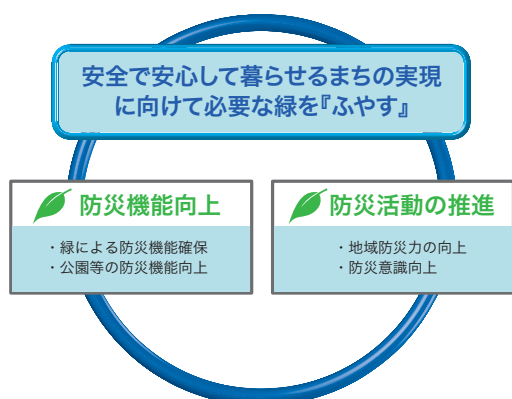 安全で安心して暮らせるまちの実現
に向けて必要な緑を『ふやす』
防災機能向上
・緑による防災機能確保
・公園等の防災機能向上
防災活動の推進
・地域防災力の向上
・防災意識向上